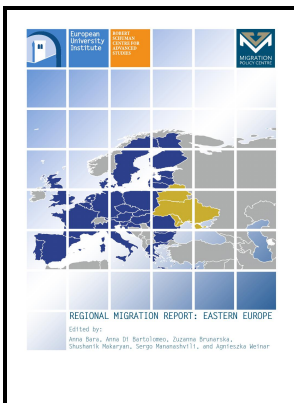 European
University
Institute
ROBERT
SCHUMAN
CENTRE FOR
ADVANCED
STUDIES
MIGRATION
POLICY CENTRE
REGIONAL MIGRATION REPORT: EASTERN EUROPE
Edited by:
Anna Bara, Anna Di Bartolomeo, Zuzanna Brunarska,
Shushanik Makaryan, Sergo Mananashvili, and Agnieszka Weinar